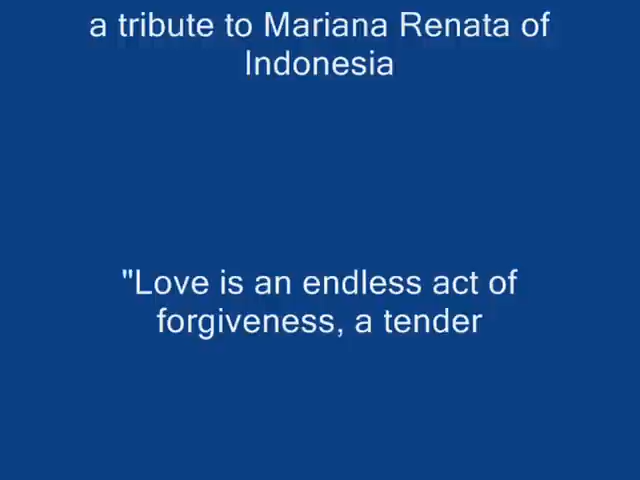 a tribute to Mariana Renata of
Indonesia
"Love is an endless act of
forgiveness, a tender